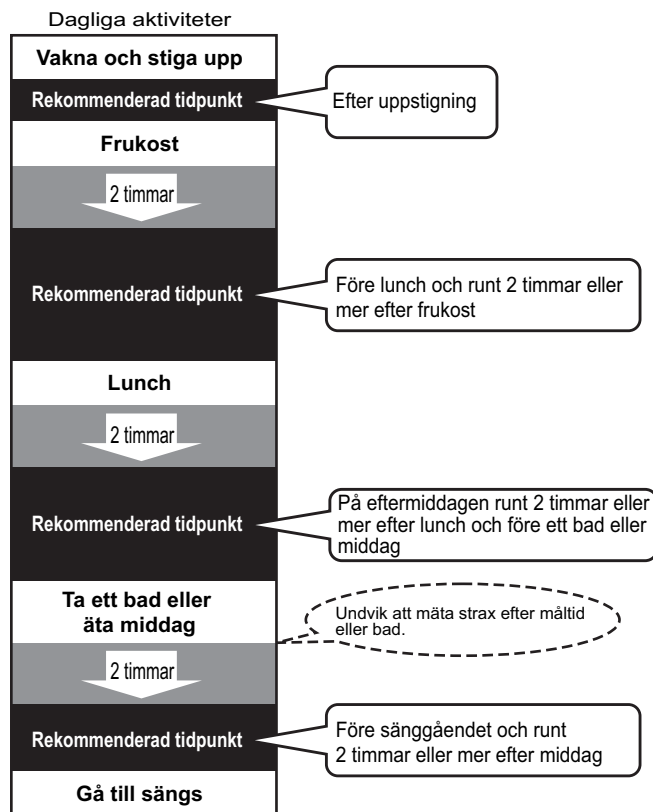 Dagliga aktiviteter
Vakna och stiga upp
Rekommenderad tidpunkt
Efter uppstigning
Frukost
2 timmar
Rekommenderad tidpunkt
Före lunch och runt 2 timmar eller
mer efter frukost
Lunch
2 timmar
Rekommenderad tidpunkt
På eftermiddagen runt 2 timmar eller
mer efter lunch och före ett bad eller
middag
Ta ett bad eller
äta middag
Undvik att mäta strax efter måltid
eller bad.
2 timmar
Rekommenderad tidpunkt
Före sänggåendet och runt
2 timmar eller mer efter middag
Gå till sängs